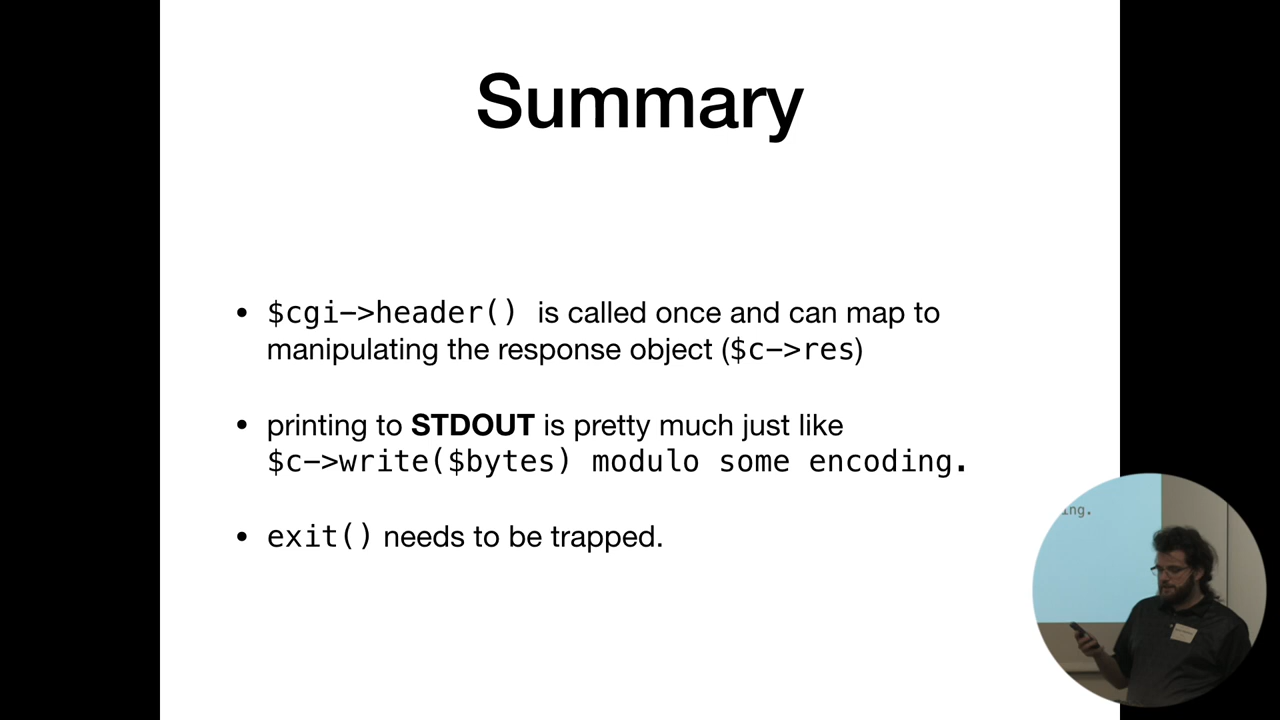 Summary
• $cgi->header() is called once and can map to
manipulating the response object ($c->res)
• printing to STDOUT is pretty much just like
$c->write($bytes) modulo some encoding.
• exit() needs to be trapped.
ing.